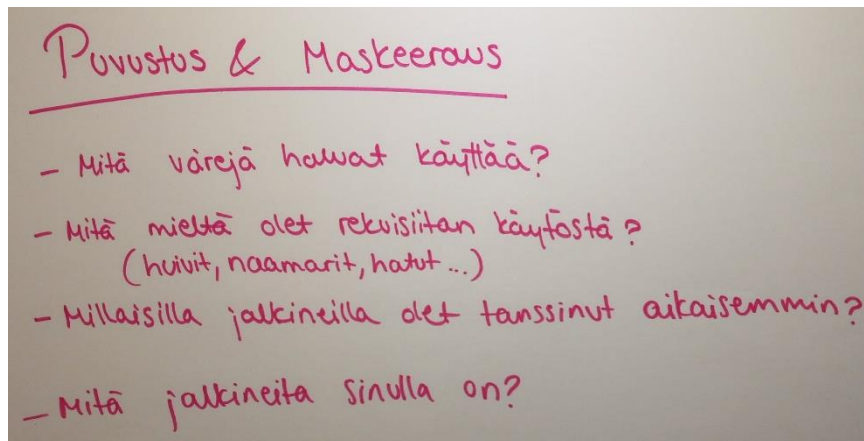 Puvustus & Maskeeraus
- Mitä värejä haluat käyttää?
- Mitä mieltä olet rekvisiitan käytöstä?
(huivit, naamarit, hatut...)
- Millaisilla jalkineilla olet tanssinut aikaisemmin?
- Mitä jalkineita sinulla on?